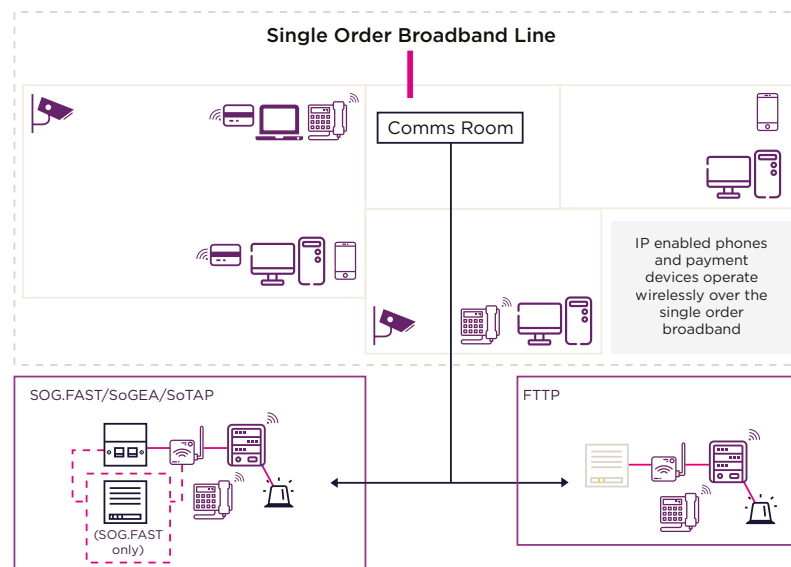 Single Order Broadband Line
Comms Room
IP enabled phones
and payment
devices operate
wirelessly over the
single order
broadband
SOG.FAST/SoGEA/SoTAP
(SOG.FAST
only)
FTTP